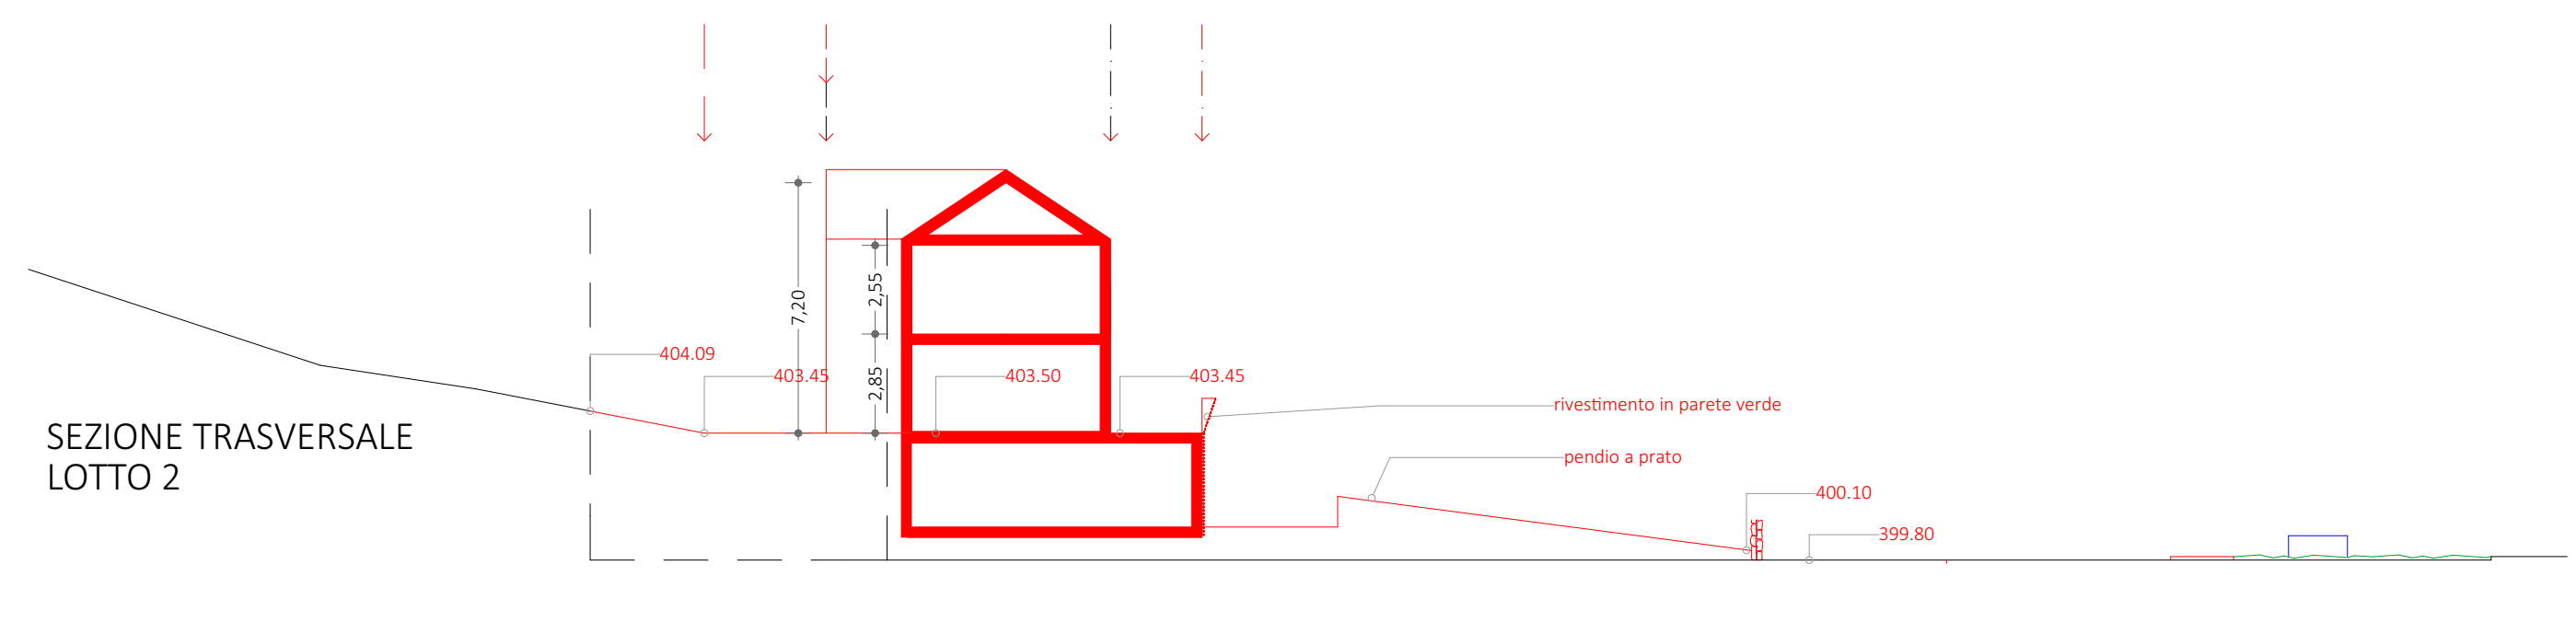 7,20
2,55
2,85
404.09
403.45
403.50
403.45
rivestimento in parete verde
pendio a prato
400.10
399.80
SEZIONE TRASVERSALE
LOTTO 2